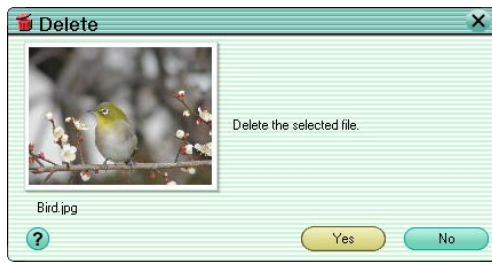 Delete
Delete the selected file.
Bird.jpg
?
Yes
No